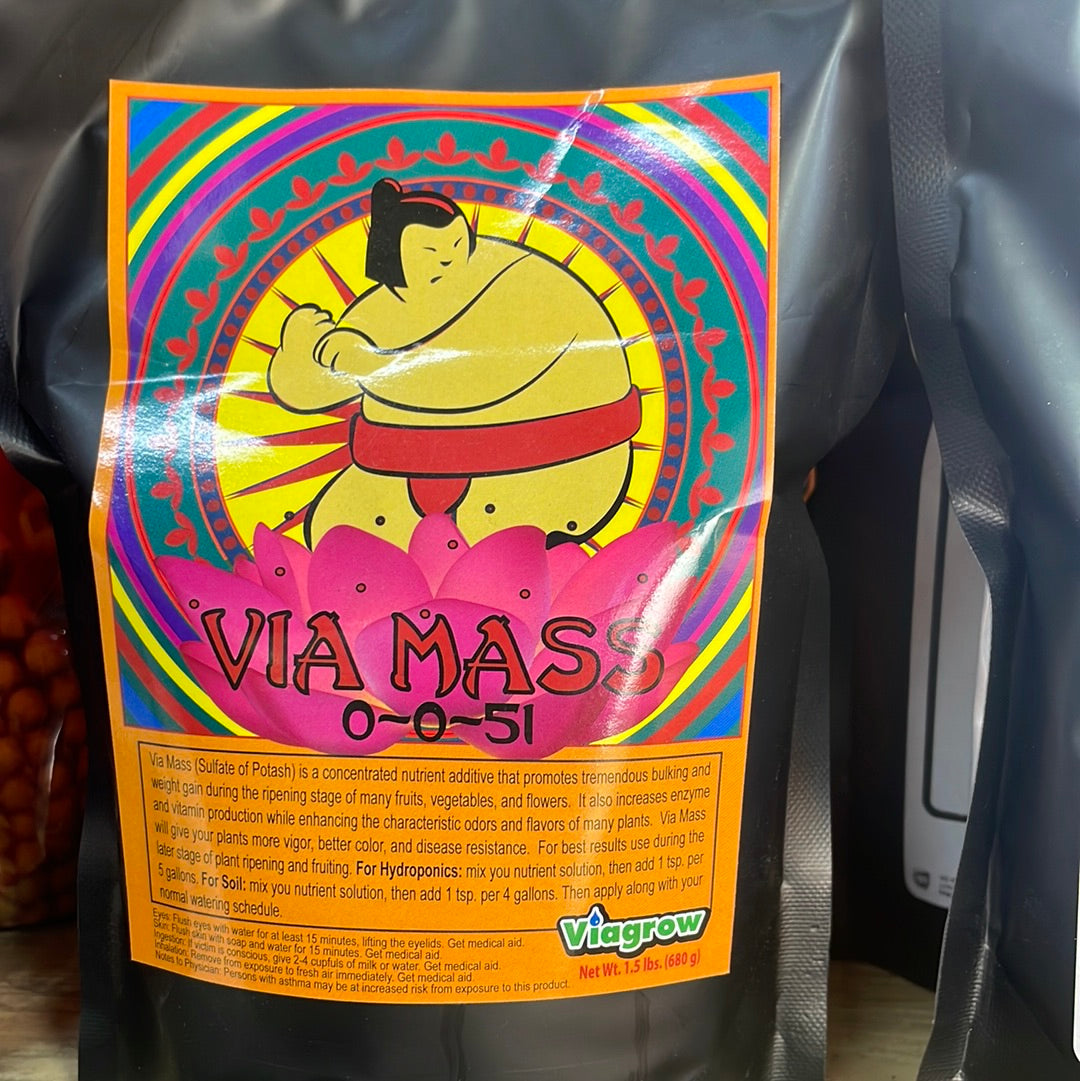 VIA MASS
0~0~51
Via Mass (Sulfate of Potash) is a concentrated nutrient additive that promotes tremendous bulking and
weight gain during the ripening stage of many fruits, vegetables, and flowers. It also increases enzyme
and vitamin production while enhancing the characteristic odors and flavors of many plants. Via Mass
will give your plants more vigor, better color, and disease resistance. For best results use during the
later stage of plant ripening and fruiting. For Hydroponics: mix you nutrient solution, then add 1 tsp. per
5 gallons. For Soil: mix you nutrient solution, then add 1 tsp. per 4 gallons. Then apply along with your
normal watering schedule.
Eyes: Flush eyes with water for at least 15 minutes, lifting the eyelids. Get medical aid.
Skin: Flush skin with soap and water for 15 minutes. Get medical aid.
Ingestion: If victim is conscious, give 2-4 cupfuls of milk or water. Get medical aid.
Inhalation: Remove from exposure to fresh air immediately. Get medical aid.
Notes to Physician: Persons with asthma may be at increased risk from exposure to this product.
Viagrow
Net Wt. 1.5 lbs. (680 g)